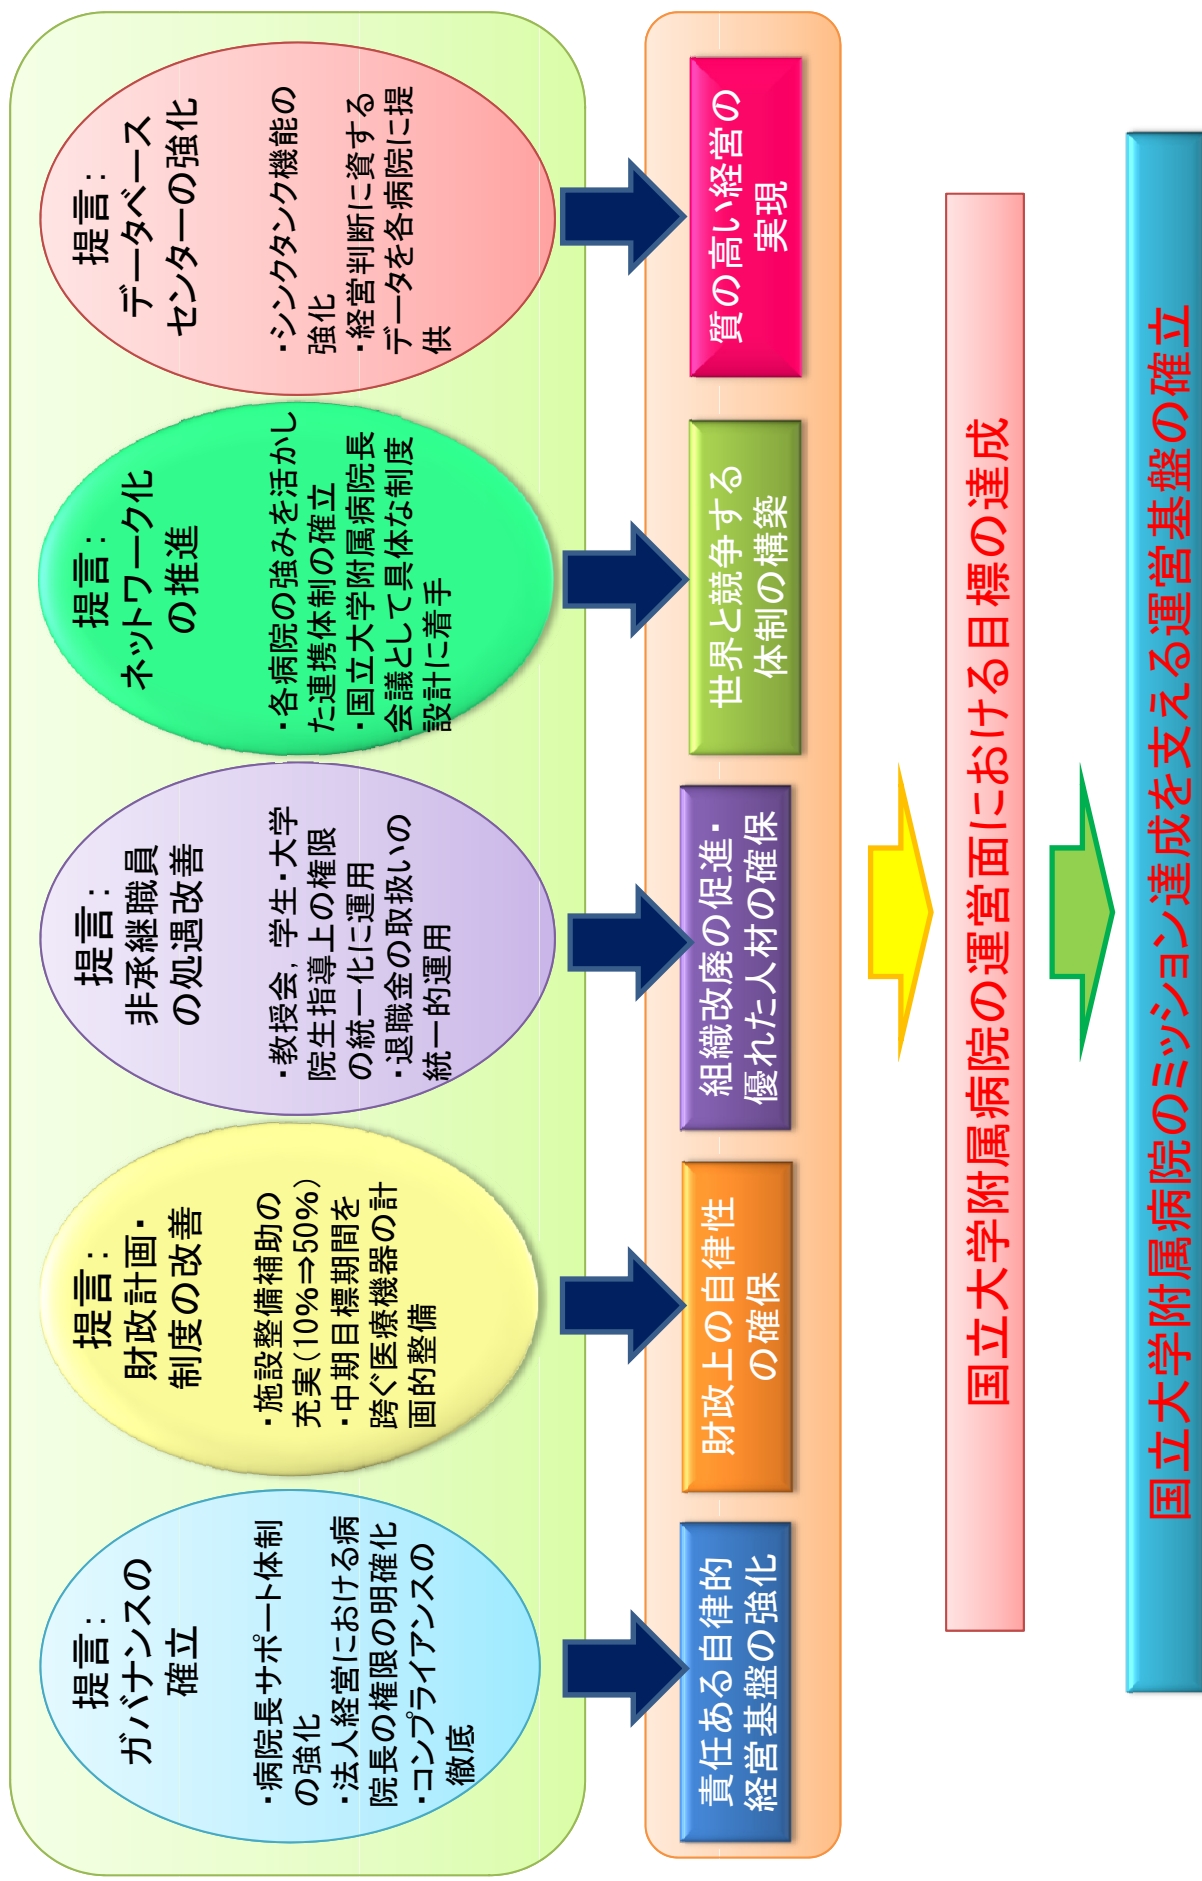 提言：
ガバナンスの
確立
・病院長サポート体制
の強化
・法人経営における病
院長の権限の明確化
・コンプライアンスの
徹底
提言：
財政計画・
制度の改善
・施設整備補助の
充実（10％⇒50％）
・中期目標期間を
跨ぐ医療機器の計
画的整備
提言：
非承継職員
の処遇改善
・教授会，学生・大学
院生指導上の権限
の統一化に運用
・退職金の取扱いの
統一的運用
提言：
ネットワーク化
の推進
・各病院の強みを活かし
た連携体制の確立
・国立大学附属病院長
会議として具体な制度
設計に着手
提言：
データベース
センターの強化
・シンクタンク機能の
強化
・経営判断に資する
データを各病院に提
供
責任ある自律的
経営基盤の強化
財政上の自律性
の確保
組織改廃の促進・
優れた人材の確保
世界と競争する
体制の構築
質の高い経営の
実現
国立大学附属病院の運営面における目標の達成
国立大学附属病院のミッション達成を支える運営基盤の確立